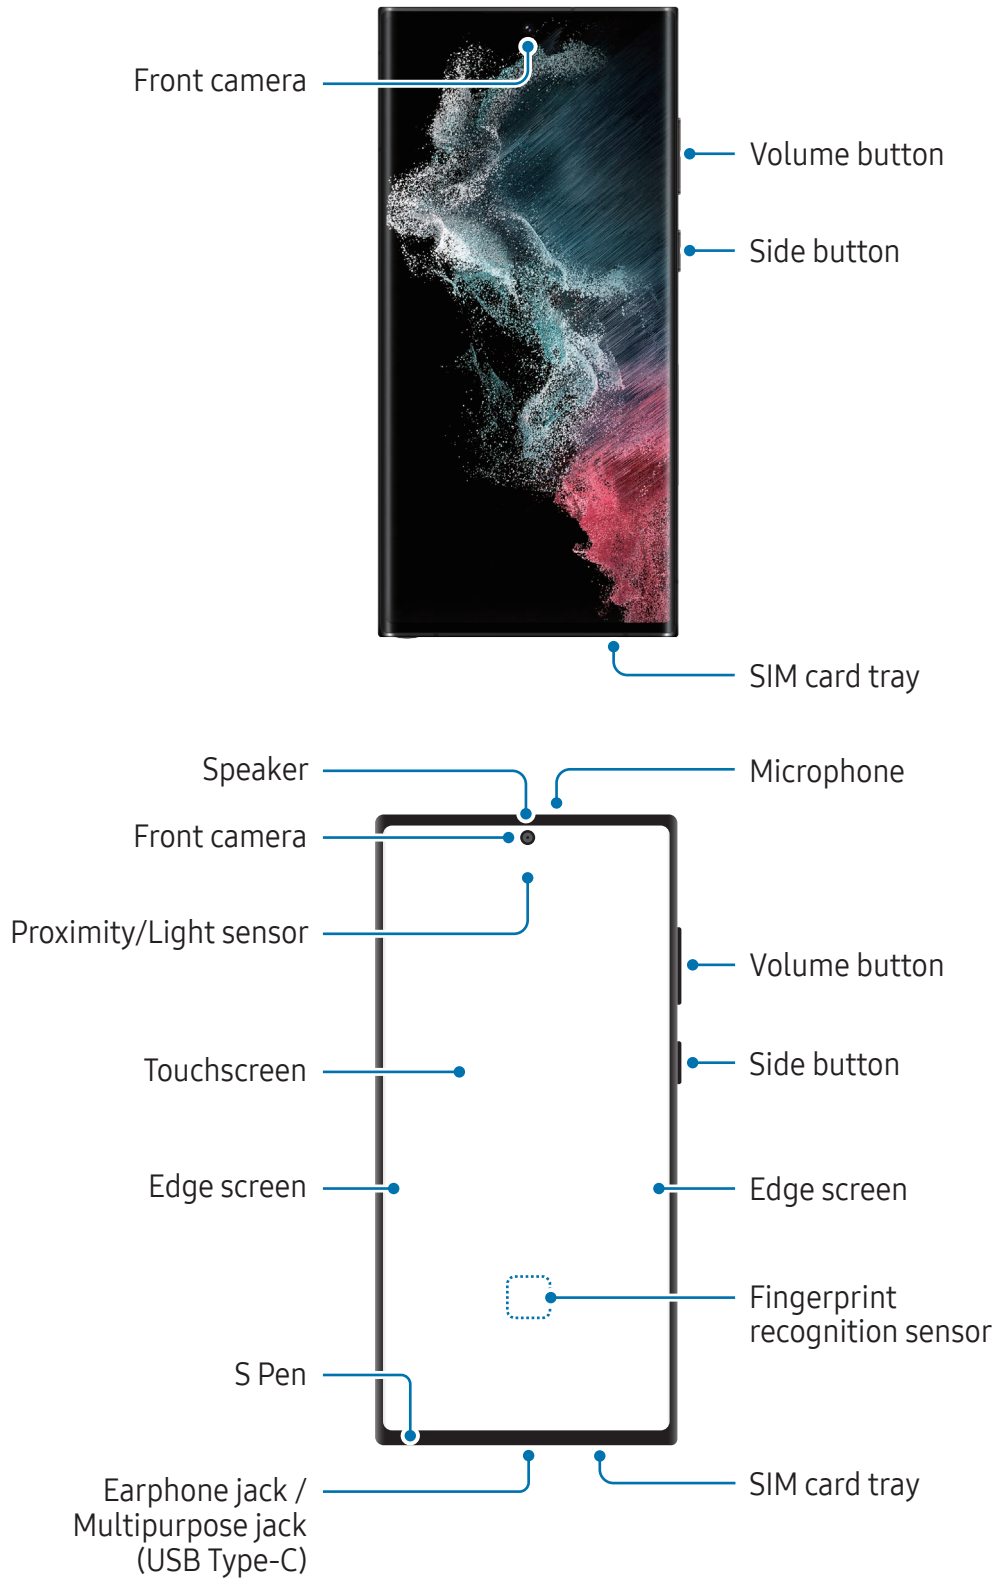 Front camera
Volume button
Side button
SIM card tray
Speaker
Microphone
Front camera
Proximity/Light sensor
Volume button
Touchscreen
Side button
Edge screen
Edge screen
Fingerprint
recognition sensor
S Pen
Earphone jack /
Multipurpose jack
(USB Type-C)
SIM card tray